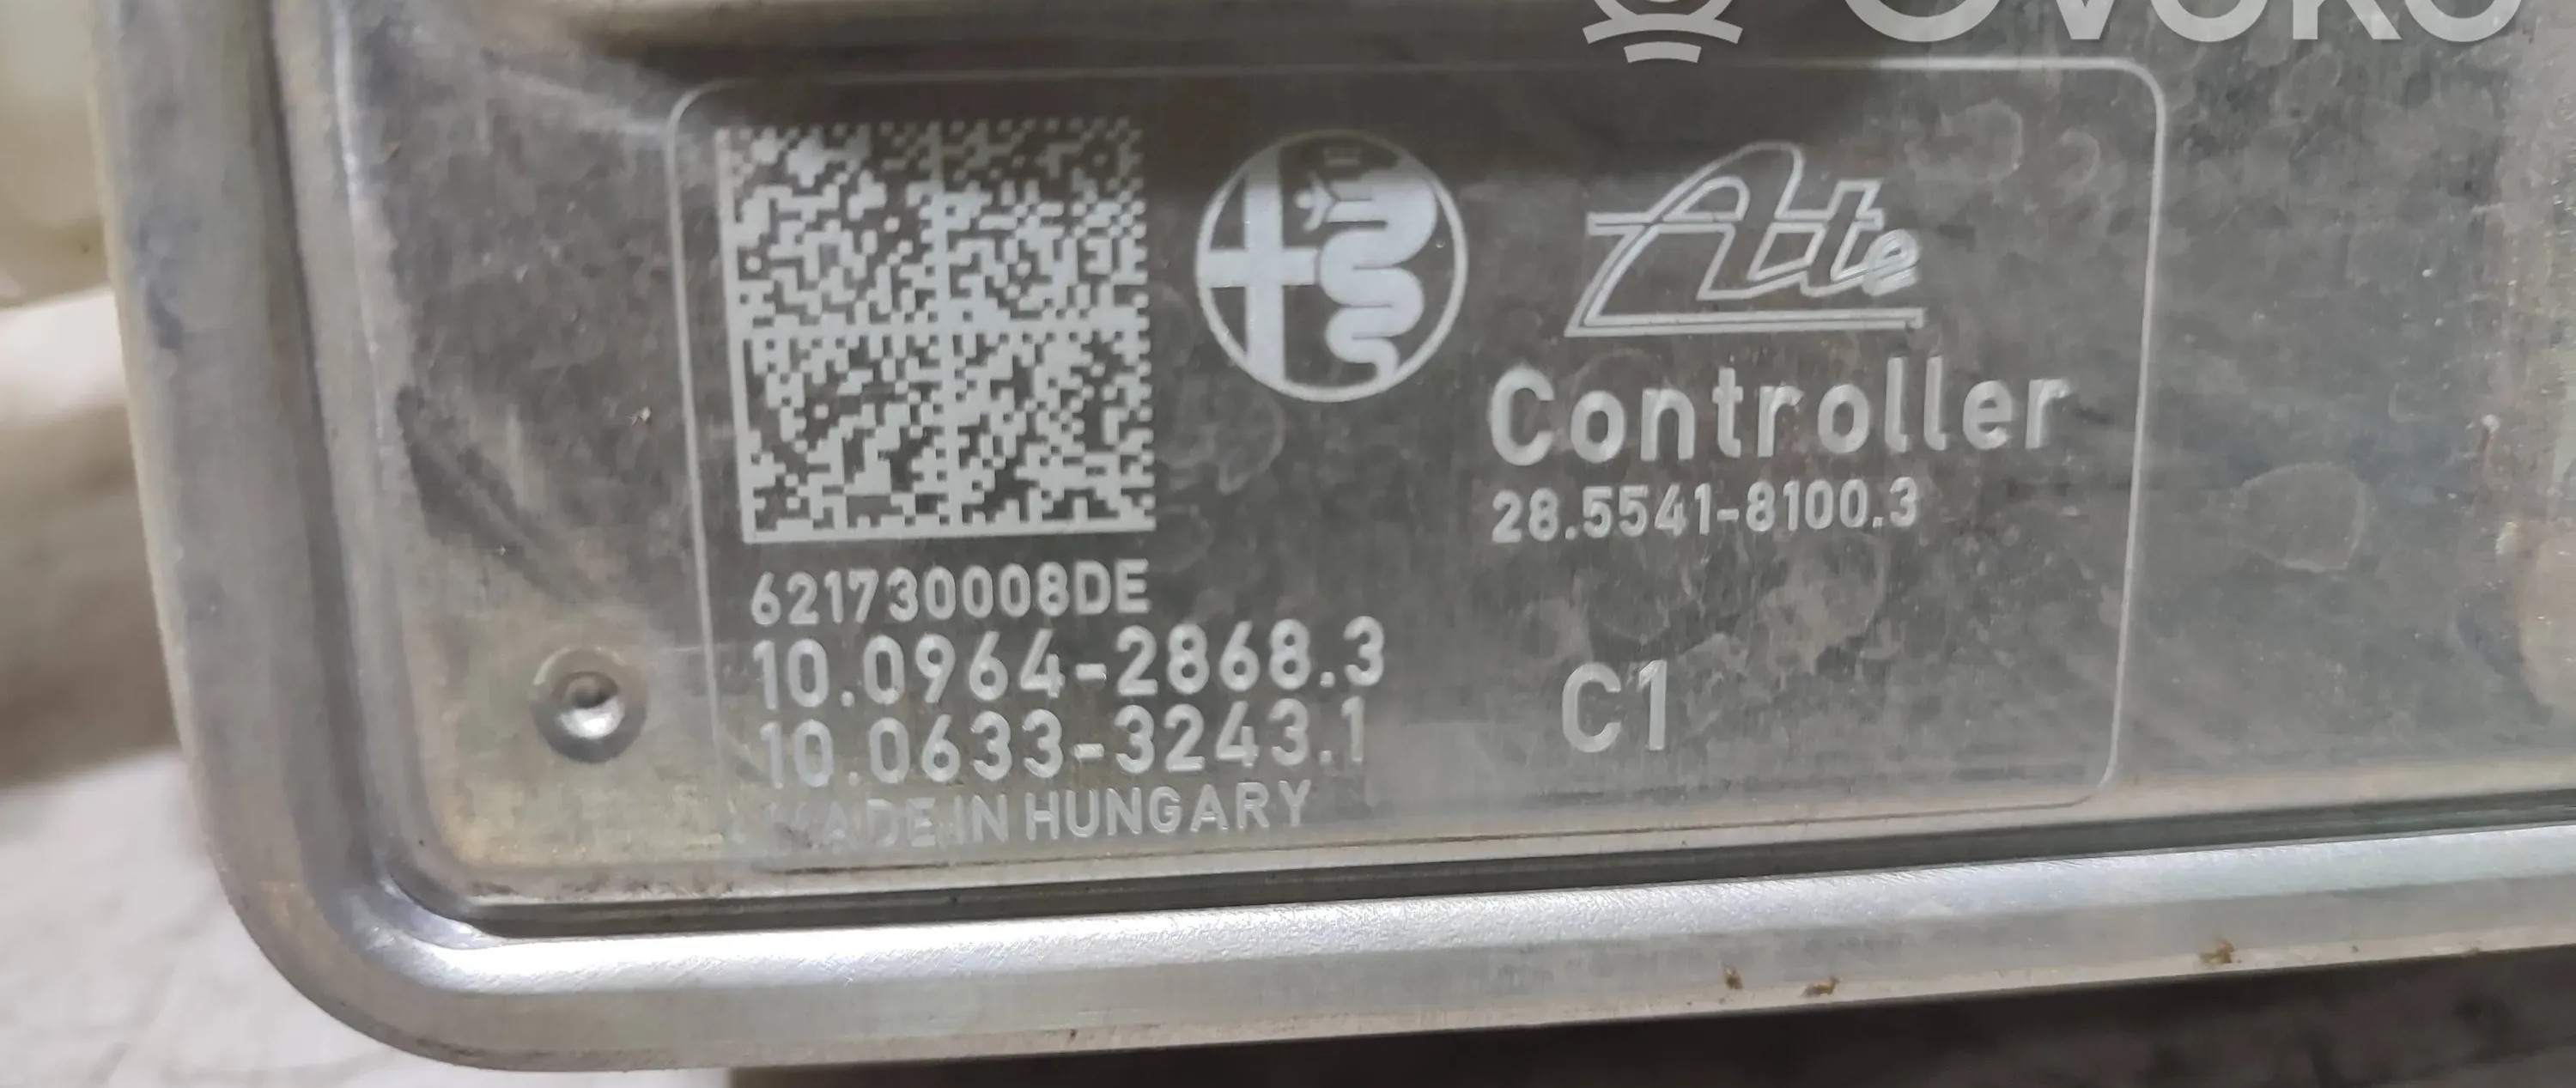 OVOKO
Ate
Controller
28.5541-8100.3
621730008DE
10.0964-2868.3
10.0633-3243.1
C1
MADE IN HUNGARY